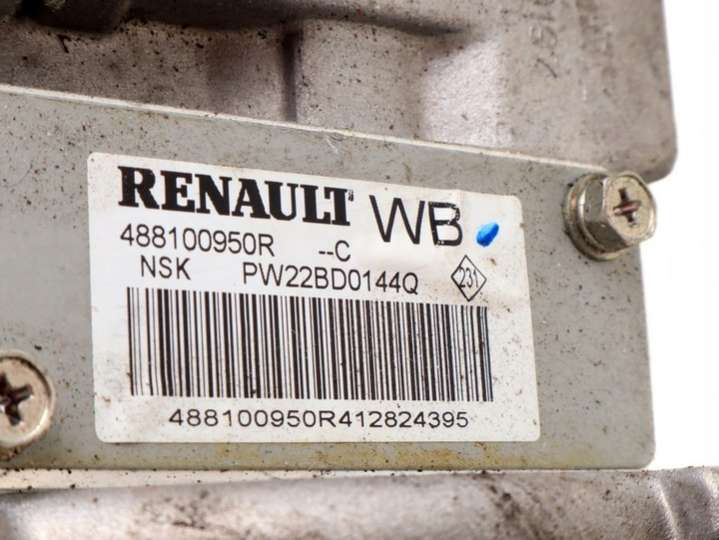 RENAULT WB
488100950R --C
NSK PW22BD0144Q 231
488100950R412824395